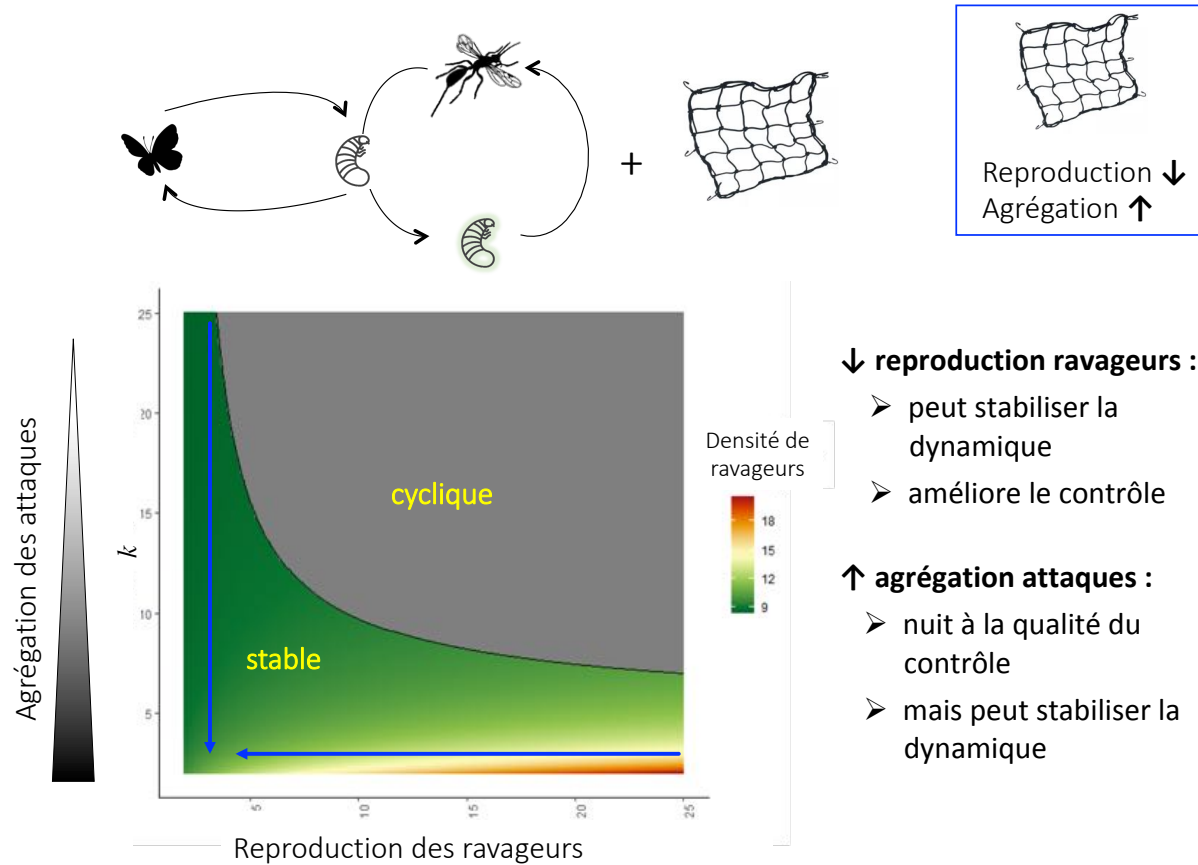 +
Reproduction ↓
Agrégation ↑
Agrégation des attaques
k
25
20
15
10
5
cyclique
stable
5
10
15
20
25
Reproduction des ravageurs
Densité de
ravageurs
18
15
12
9
↓ reproduction ravageurs :
➢ peut stabiliser la
dynamique
➢ améliore le contrôle
↑ agrégation attaques :
➢ nuit à la qualité du
contrôle
➢ mais peut stabiliser la
dynamique